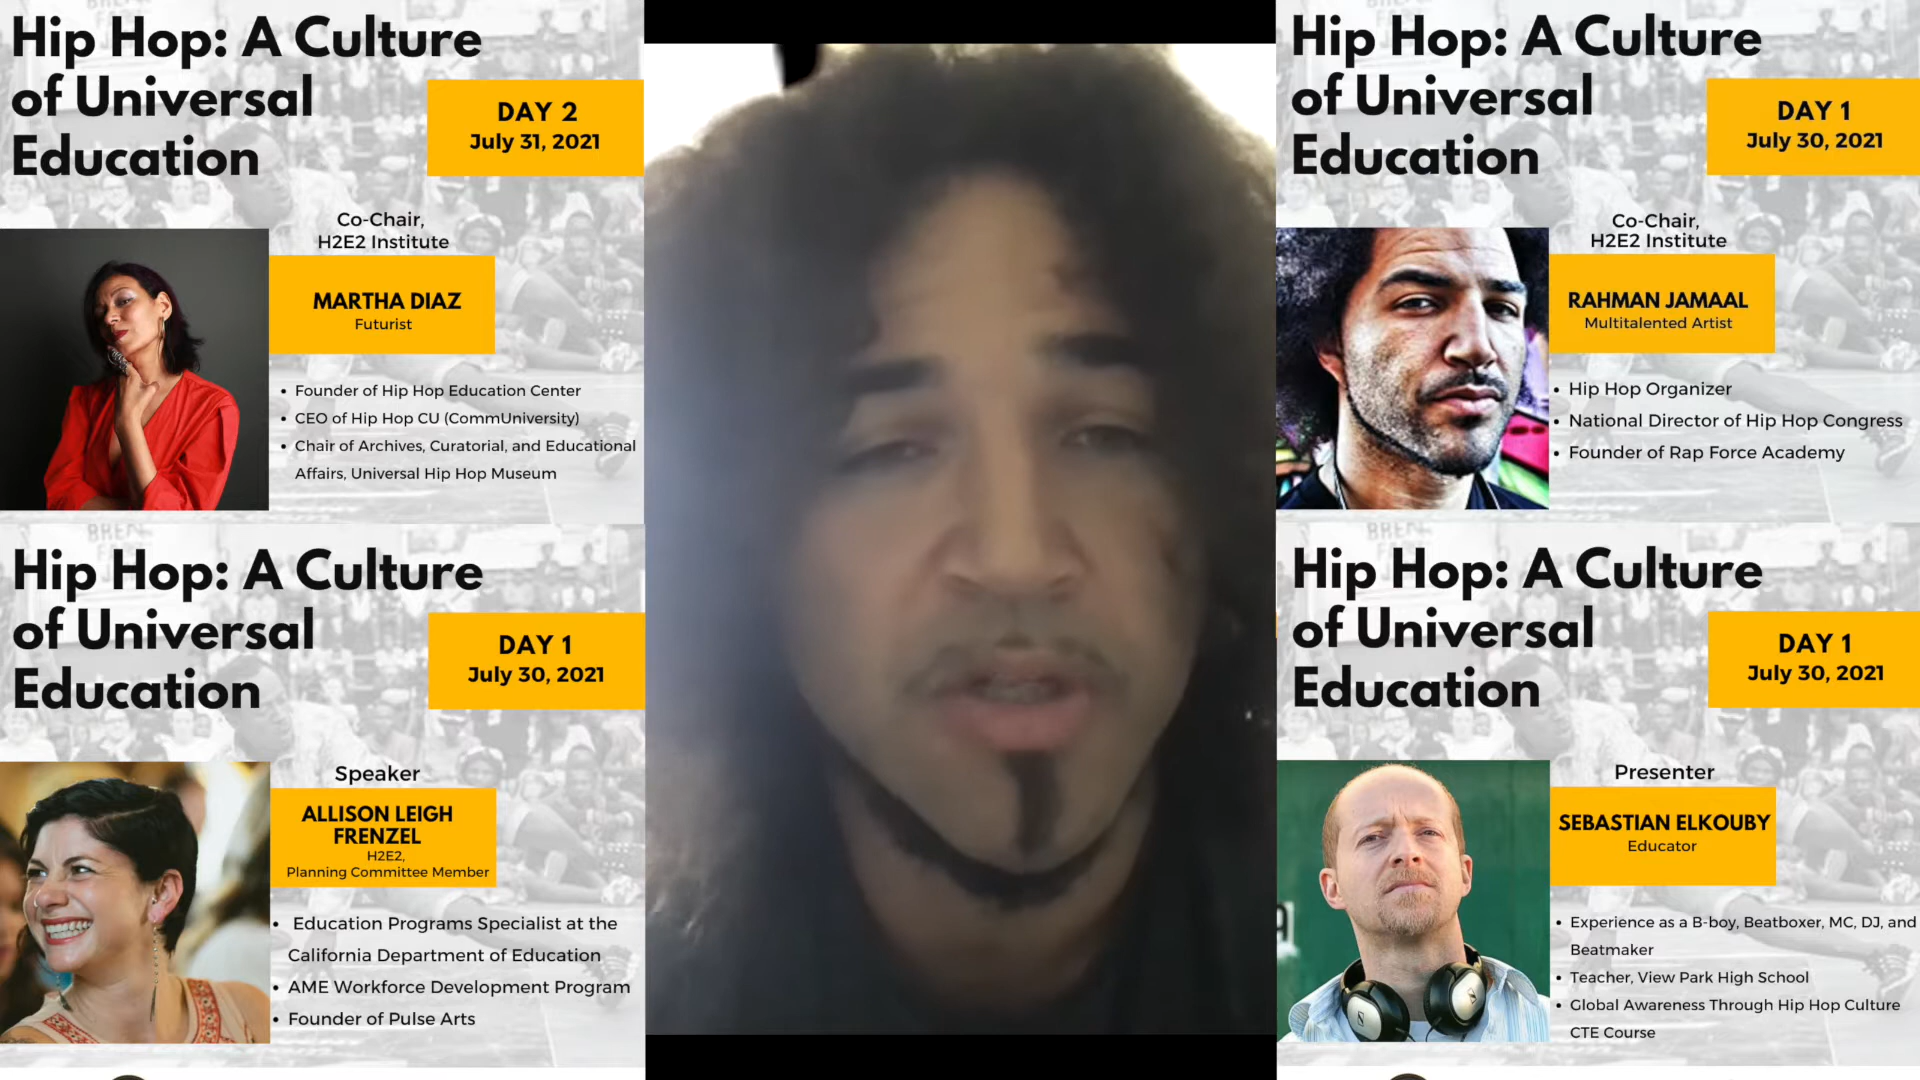 Hip Hop: A Culture
of Universal
Education
DAY 2
July 31, 2021
Co-Chair,
H2E2 Institute
MARTHA DIAZ
Futurist
• Founder of Hip Hop Education Center
• CEO of Hip Hop CU (CommUniversity)
• Chair of Archives, Curatorial, and Educational
Affairs, Universal Hip Hop Museum
Hip Hop: A Culture
of Universal
Education
DAY 1
July 30, 2021
Speaker
ALLISON LEIGH
FRENZEL
H2E2,
Planning Committee Member
• Education Programs Specialist at the
California Department of Education
• AME Workforce Development Program
• Founder of Pulse Arts
Hip Hop: A Culture
of Universal
Education
DAY 1
July 30, 2021
Co-Chair,
H2E2 Institute
RAHMAN JAMAAL
Multitalented Artist
• Hip Hop Organizer
• National Director of Hip Hop Congress
• Founder of Rap Force Academy
Hip Hop: A Culture
of Universal
Education
DAY 1
July 30, 2021
Presenter
SEBASTIAN ELKOUBY
Educator
• Experience as a B-boy, Beatboxer, MC, DJ, and
Beatmaker
• Teacher, View Park High School
• Global Awareness Through Hip Hop Culture
CTE Course